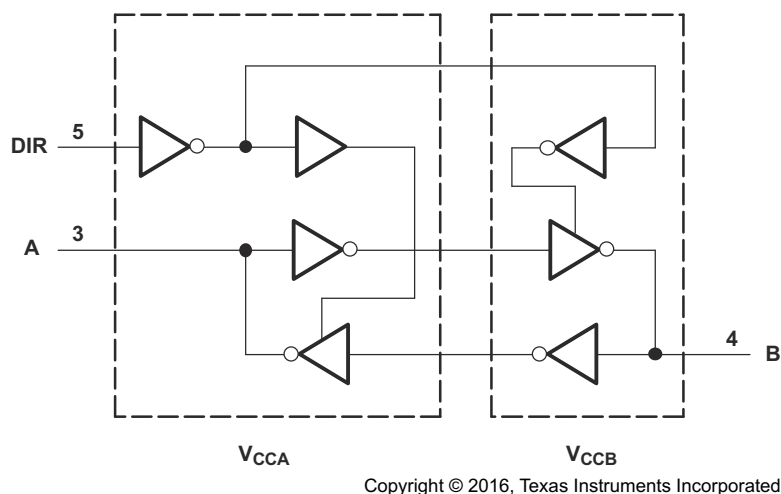 DIR 5
A 3
4 B
VCCA
VCCB
Copyright © 2016, Texas Instruments Incorporated